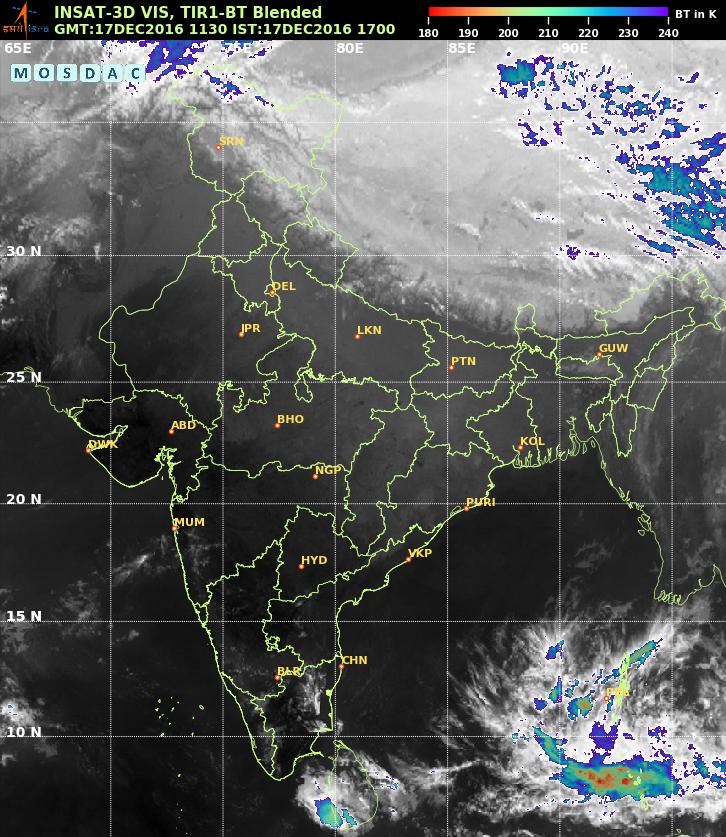 INSAT-3D VIS, TIR1-BT Blended
GMT:17DEC2016 1130 IST:17DEC2016 1700
BT in K
180 190 200 210 220 230 240
65E 75E 80E 85E 90E
MOSDAC
SRN
30 N
DEL
JPR
LKN
GUW
PTN
25 N
ABD
BHO
DWK
KOL
NGP
20 N
PURI
MUM
VKP
HYD
15 N
CHN
BLR
10 N